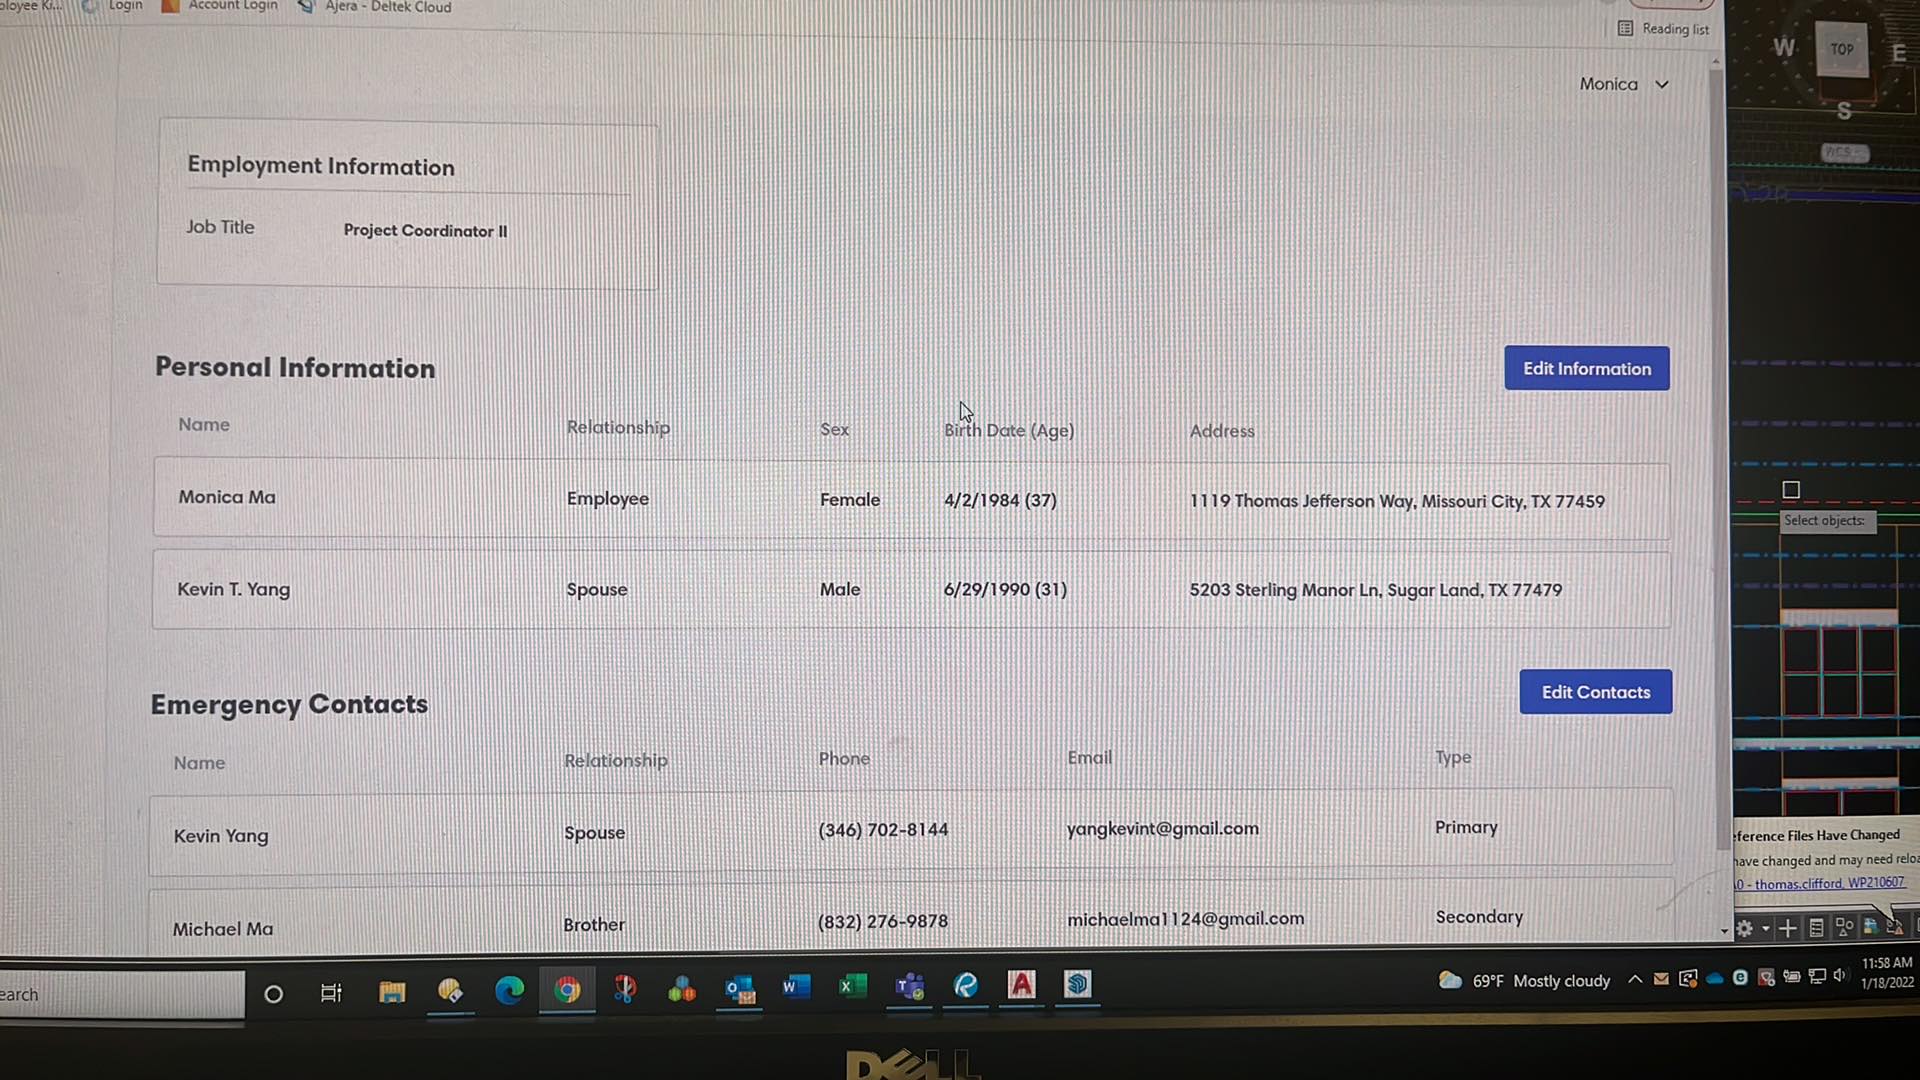 Login
Account Login
Ajera - Deltek Cloud
Reading list
Monica
W TOP E
S
WCS
Employment Information
Job Title Project Coordinator II
Personal Information
Edit Information
Name Relationship Sex Birth Date (Age) Address
Monica Ma Employee Female 4/2/1984 (37) 1119 Thomas Jefferson Way, Missouri City, TX 77459
Kevin T. Yang Spouse Male 6/29/1990 (31) 5203 Sterling Manor Ln, Sugar Land, TX 77479
Emergency Contacts
Edit Contacts
Name Relationship Phone Email Type
Kevin Yang Spouse (346) 702-8144 yangkevint@gmail.com Primary
Michael Ma Brother (832) 276-9878 michaelma1124@gmail.com Secondary
Select objects:
ference Files Have Changed
have changed and may need reloa
0 - thomas.clifford, WP210607
earch
69°F Mostly cloudy
11:58 AM
1/18/2022
DELL